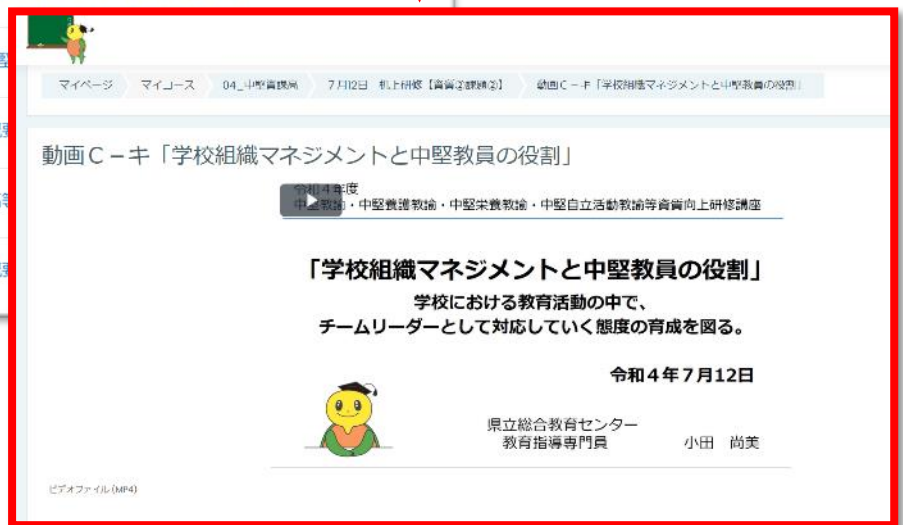 マイページ マイコース 04_中堅資課局 7月12日 机上研修【資質②課題②】 動画C－キ「学校組織マネジメントと中堅教員の役割」
動画C－キ「学校組織マネジメントと中堅教員の役割」
令和４年度
中堅教諭・中堅養護教諭・中堅栄養教諭・中堅自立活動教諭等資質向上研修講座
「学校組織マネジメントと中堅教員の役割」
学校における教育活動の中で、
チームリーダーとして対応していく態度の育成を図る。
令和４年７月12日
県立総合教育センター
教育指導専門員 小田 尚美
ビデオファイル (MP4)